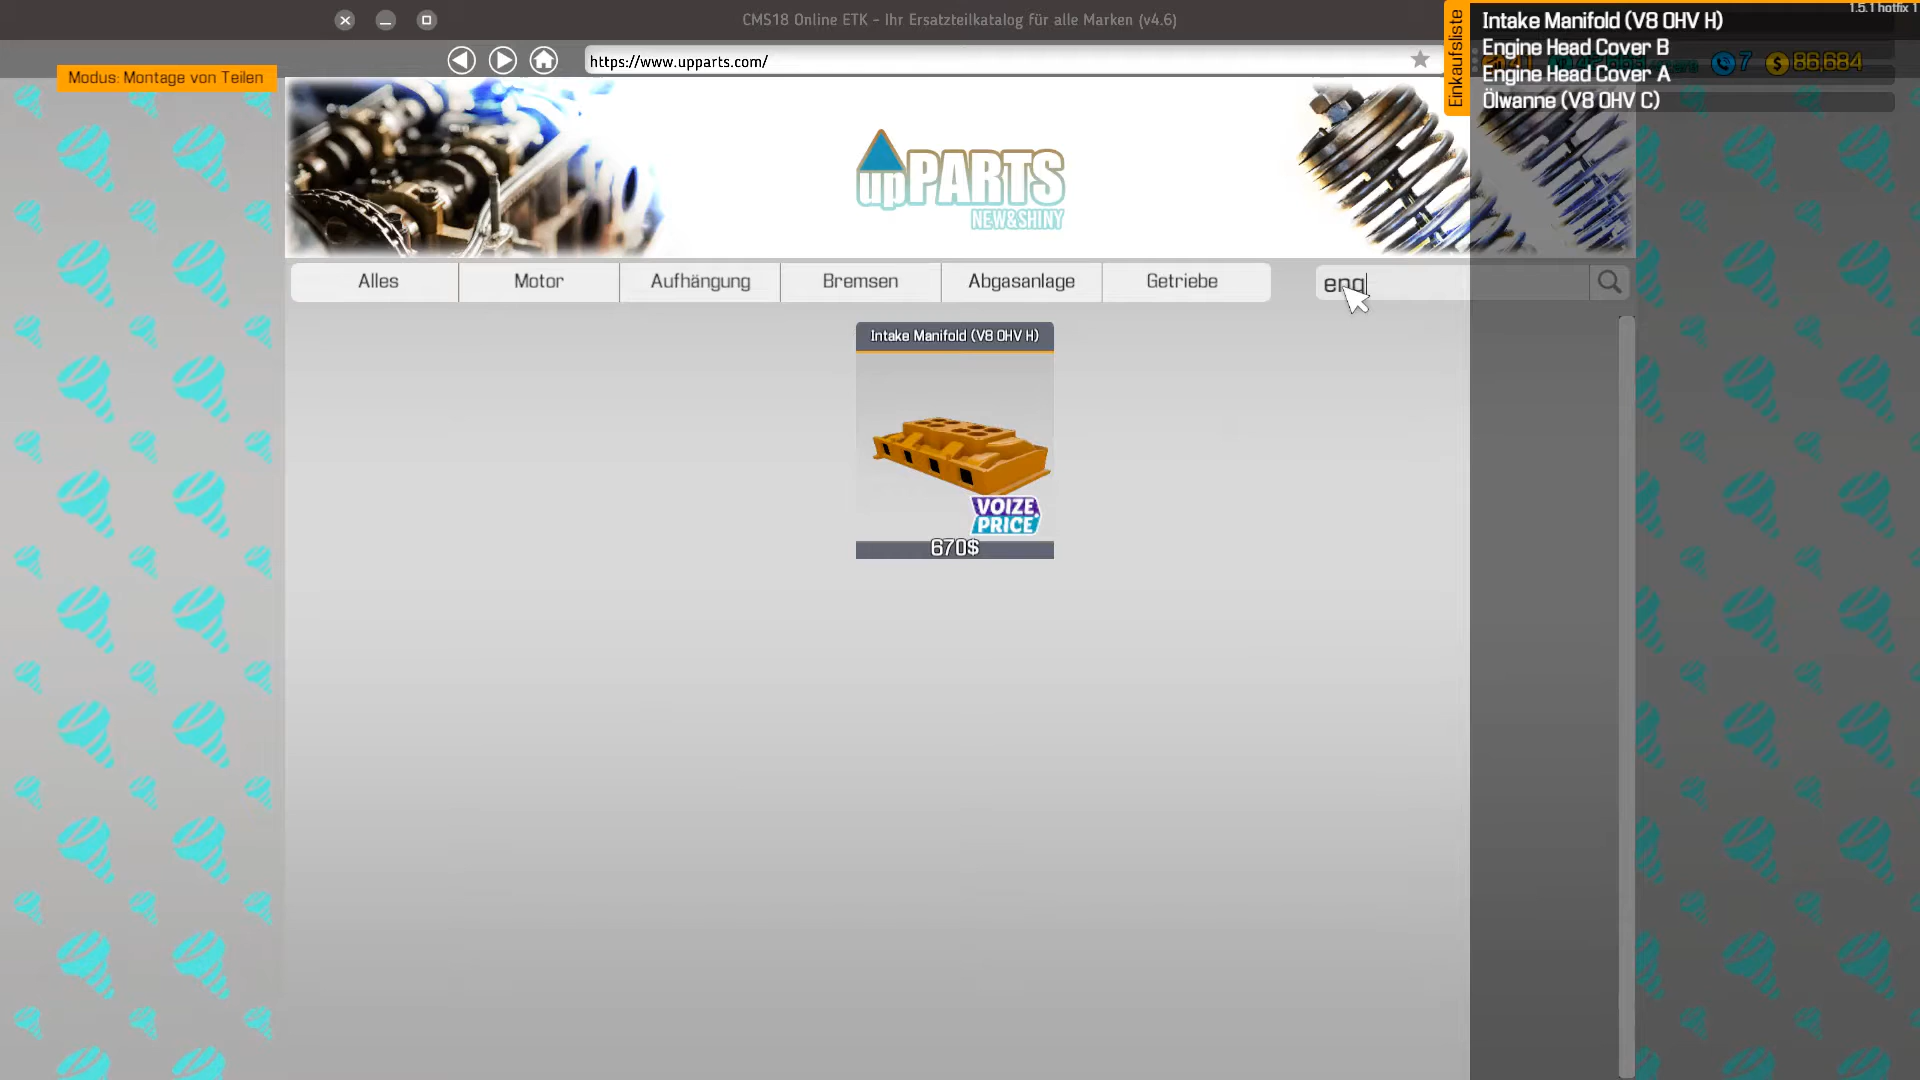 CMS18 Online ETK - Ihr Ersatzteilkatalog für alle Marken (v4.6)
1.5.1 hotfix 1
https://www.upparts.com/
Modus: Montage von Teilen
Einkaufsliste
Intake Manifold (V8 OHV H)
Engine Head Cover B
Engine Head Cover A
Ölwanne (V8 OHV C)
7
86,684
upPARTS
NEW&SHINY
Alles
Motor
Aufhängung
Bremsen
Abgasanlage
Getriebe
eng
Intake Manifold (V8 OHV H)
VOIZE
PRICE
670$